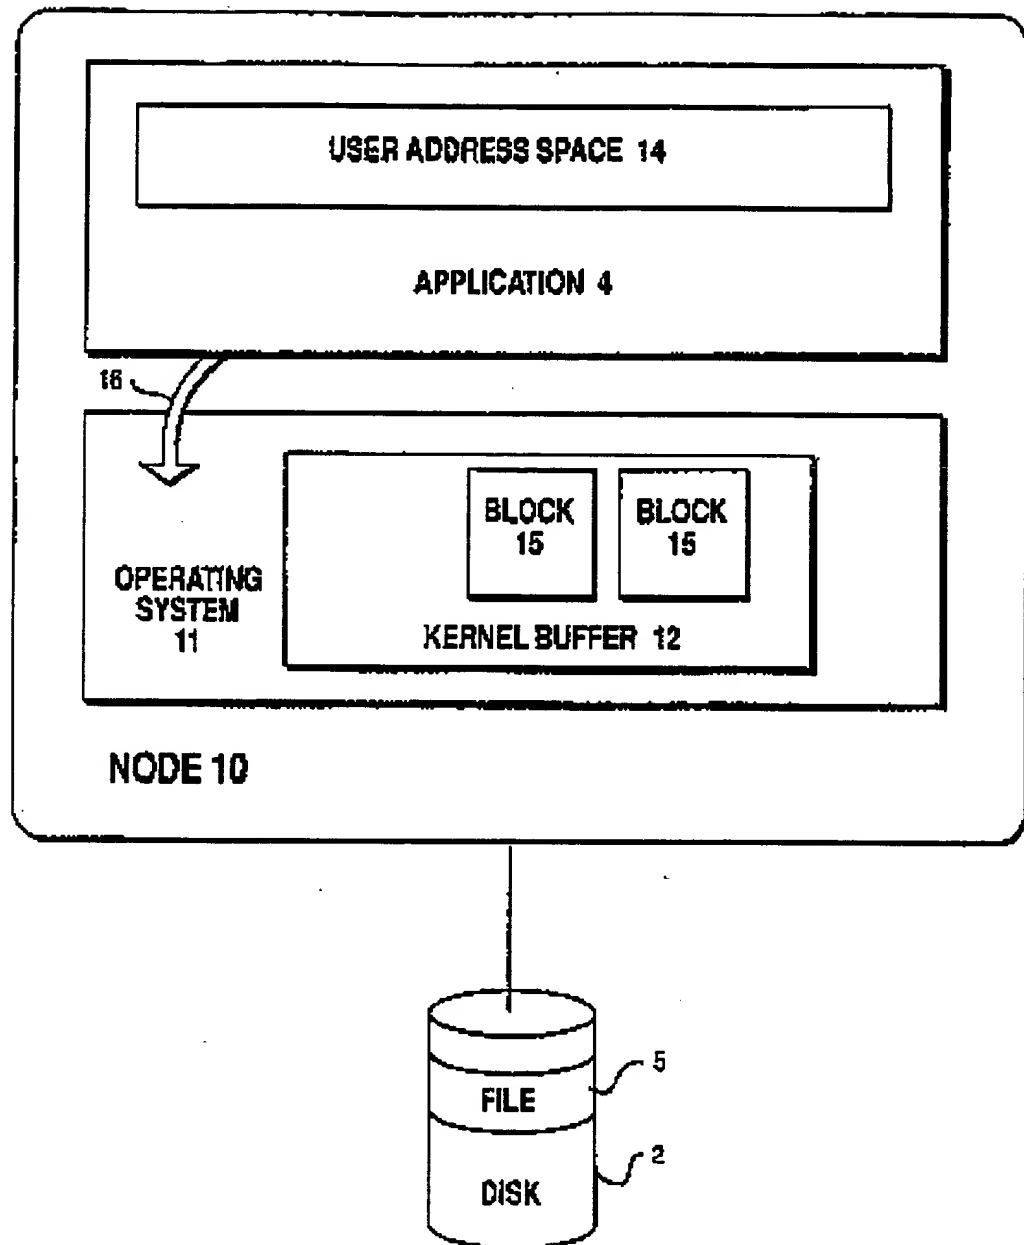 USER ADDRESS SPACE 14
APPLICATION 4
16
BLOCK
15
BLOCK
15
OPERATING
SYSTEM
11
KERNEL BUFFER 12
NODE 10
5
FILE
2
DISK